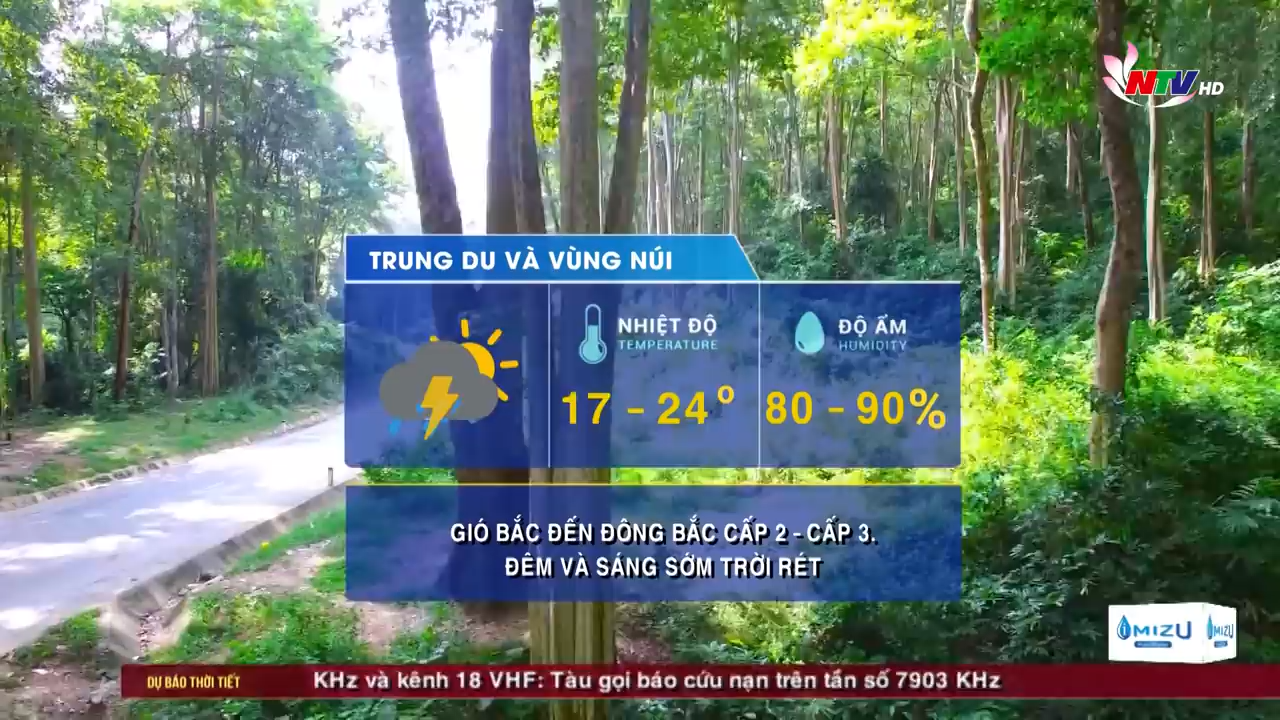 NTV HD
TRUNG DU VÀ VÙNG NÚI
NHIỆT ĐỘ
TEMPERATURE
17 - 24°
ĐỘ ẨM
HUMIDITY
80 - 90%
GIÓ BẮC ĐẾN ĐÔNG BẮC CẤP 2 - CẤP 3.
ĐÊM VÀ SÁNG SỚM TRỜI RÉT
MIZU
MIZU
DỰ BÁO THỜI TIẾT
KHz và kênh 18 VHF: Tàu gọi báo cứu nạn trên tần số 7903 KHz